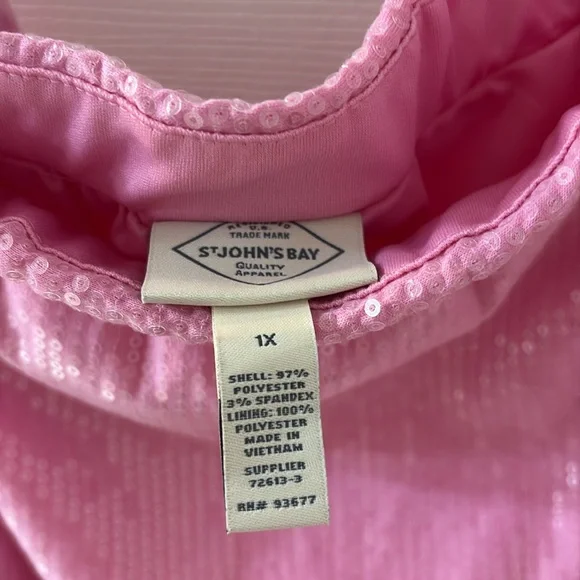 REGISTERED
U.S.
TRADE MARK
ST JOHN'S BAY
QUALITY
APPAREL
1X
SHELL: 97%
POLYESTER
3% SPANDEX
LINING: 100%
POLYESTER
MADE IN
VIETNAM
SUPPLIER
72613-3
RN# 93677